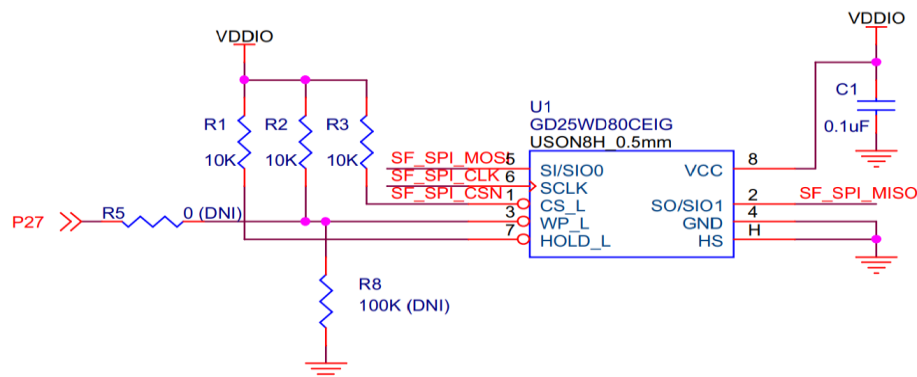 VDDIO
VDDIO
R1
10K
R2
10K
R3
10K
C1
0.1uF
U1
GD25WD80CEIG
USON8H_0.5mm
SF_SPI_MOSI
5
SI/SIO0
SF_SPI_CLK
6
SCLK
SF_SPI_CSN
1
CS_L
3
WP_L
7
HOLD_L
VCC
8
SO/SIO1
2
SF_SPI_MISO
GND
4
HS
H
P27
R5
0 (DNI)
R8
100K (DNI)